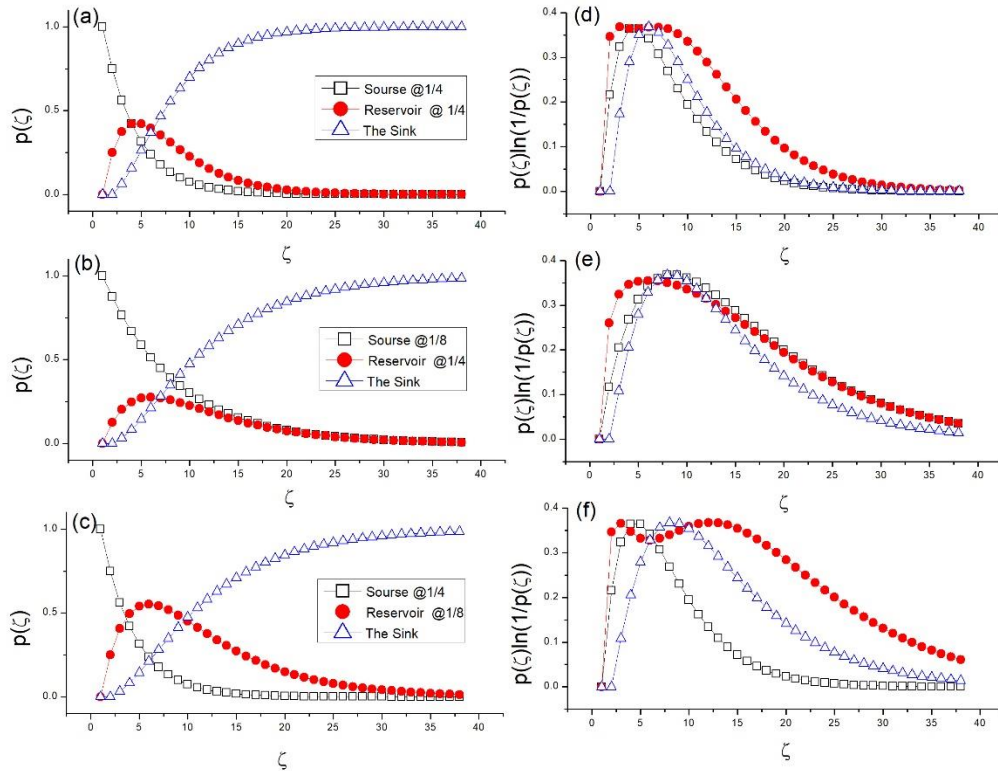 (a)
p(ζ)
1.0
0.5
0.0
Sourse @1/4
Reservoir @ 1/4
The Sink
0 5 10 15 20 25 30 35 40
ζ
(d)
p(ζ)ln(1/p(ζ))
0.4
0.3
0.2
0.1
0.0
0 5 10 15 20 25 30 35 40
ζ
(b)
p(ζ)
1.0
0.5
0.0
Sourse @1/8
Reservoir @1/4
The Sink
0 5 10 15 20 25 30 35 40
ζ
(e)
p(ζ)ln(1/p(ζ))
0.4
0.3
0.2
0.1
0.0
0 5 10 15 20 25 30 35 40
ζ
(c)
p(ζ)
1.0
0.5
0.0
Sourse @1/4
Reservoir @1/8
The Sink
0 5 10 15 20 25 30 35 40
ζ
(f)
p(ζ)ln(1/p(ζ))
0.4
0.3
0.2
0.1
0.0
0 5 10 15 20 25 30 35 40
ζ